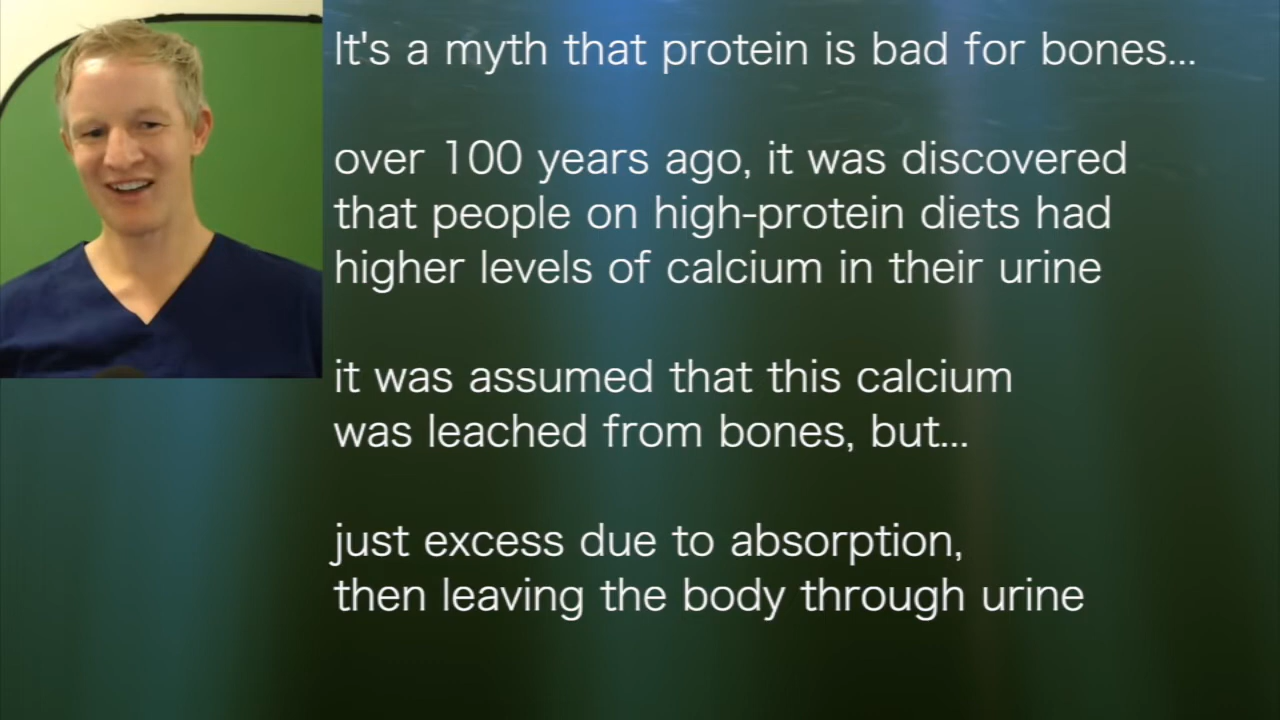 It's a myth that protein is bad for bones...
over 100 years ago, it was discovered
that people on high-protein diets had
higher levels of calcium in their urine
it was assumed that this calcium
was leached from bones, but...
just excess due to absorption,
then leaving the body through urine